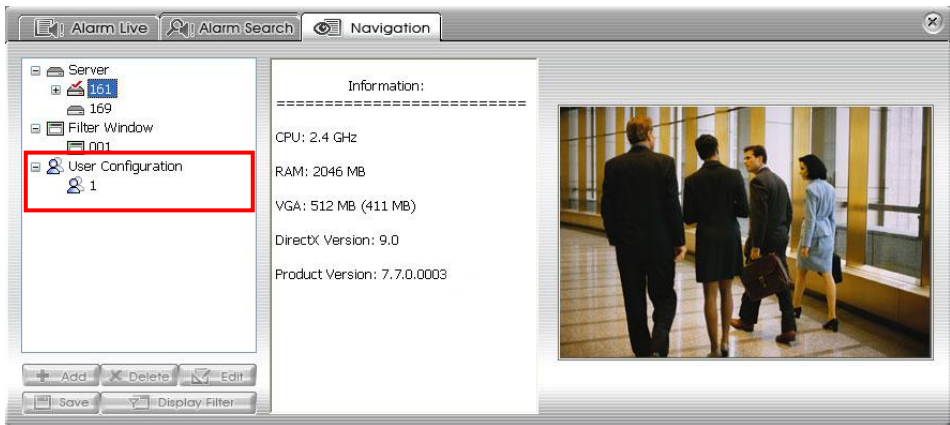 Alarm Live
Alarm Search
Navigation
Server
161
169
Filter Window
001
User Configuration
1
Add
Delete
Edit
Save
Display Filter
Information:
==========================
CPU: 2.4 GHz
RAM: 2046 MB
VGA: 512 MB (411 MB)
DirectX Version: 9.0
Product Version: 7.7.0.0003